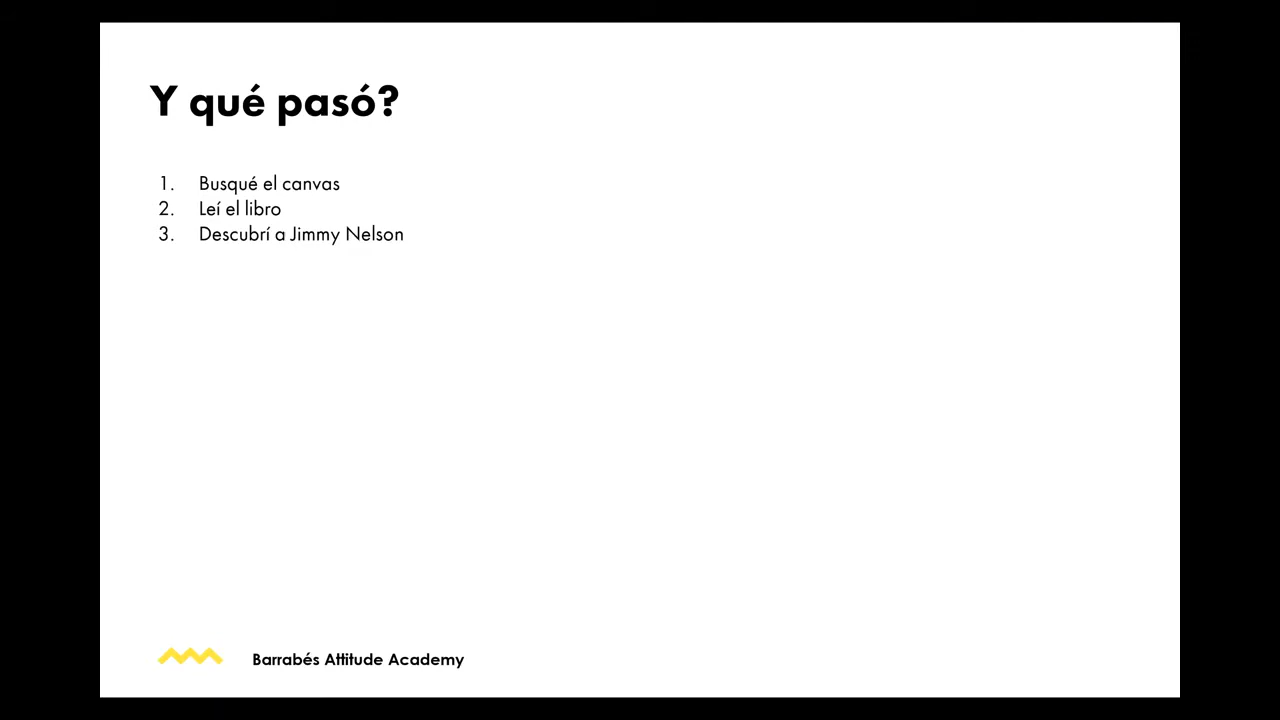 Y qué pasó?
1. Busqué el canvas
2. Leí el libro
3. Descubrí a Jimmy Nelson
Barrabés Attitude Academy